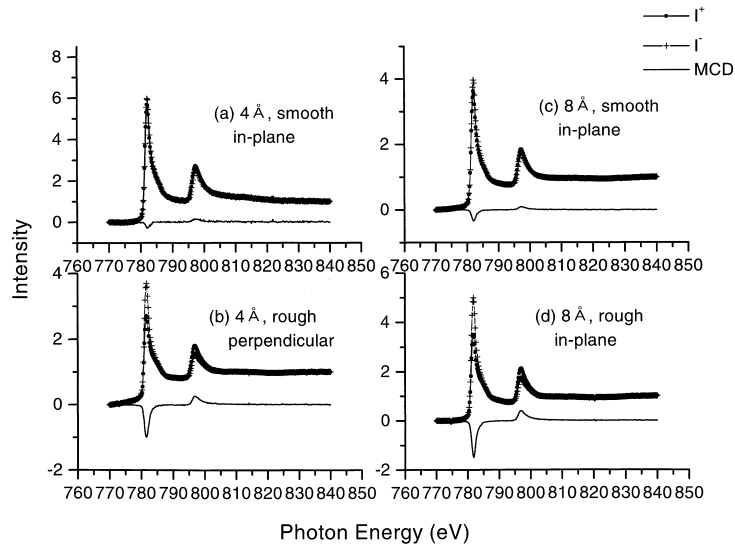 I+
I-
MCD
8
6
4
2
0
(a) 4 Å, smooth
in-plane
760 770 780 790 800 810 820 830 840 850
4
2
0
(c) 8 Å, smooth
in-plane
760 770 780 790 800 810 820 830 840 850
Intensity
4
2
0
-2
(b) 4 Å, rough
perpendicular
760 770 780 790 800 810 820 830 840 850
6
4
2
0
-2
(d) 8 Å, rough
in-plane
760 770 780 790 800 810 820 830 840 850
Photon Energy (eV)